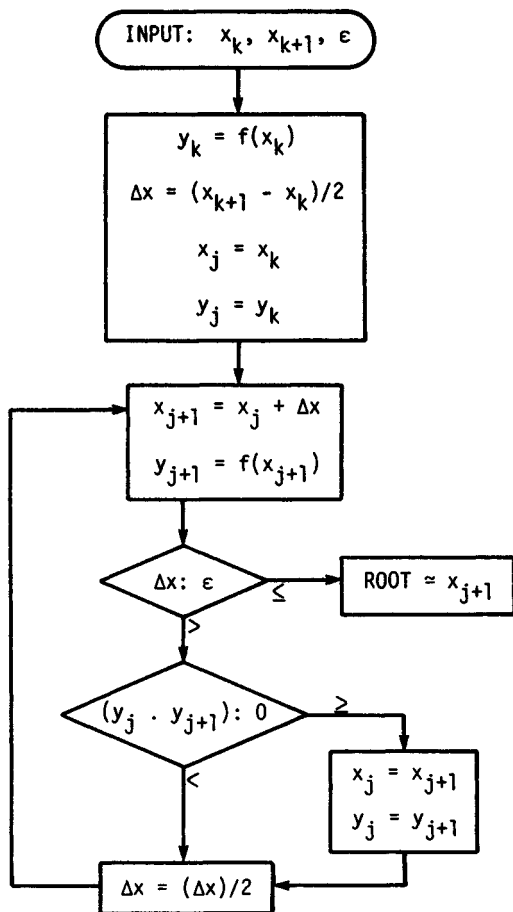 INPUT: x_k, x_{k+1}, ε
y_k = f(x_k)
Δx = (x_{k+1} - x_k)/2
x_j = x_k
y_j = y_k
x_{j+1} = x_j + Δx
y_{j+1} = f(x_{j+1})
Δx: ε
≤
ROOT ≃ x_{j+1}
>
(y_j . y_{j+1}): 0
≥
<
x_j = x_{j+1}
y_j = y_{j+1}
Δx = (Δx)/2